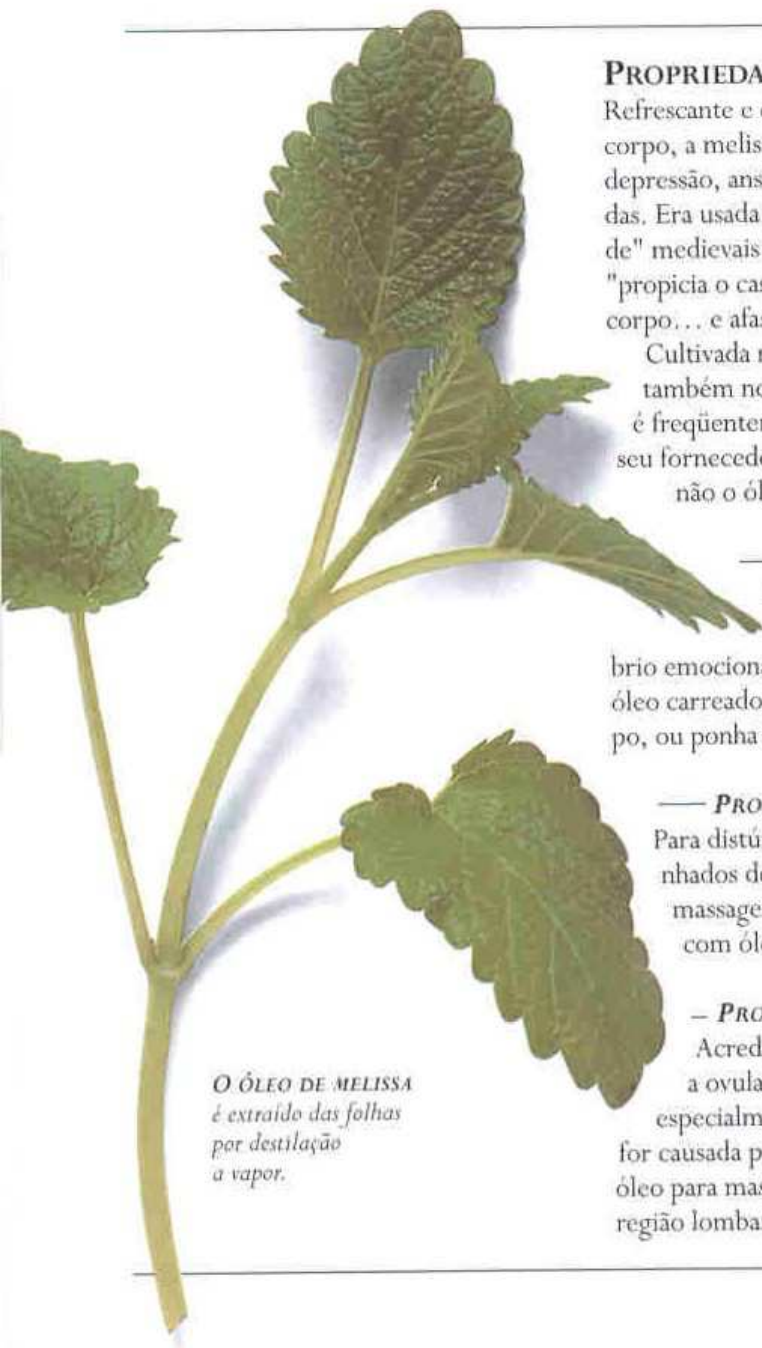 PROPRIEDA
Refrescante e
corpo, a melis
depressão, ans
das. Era usada
de" medievais
"propicia o cas
corpo... e afas
Cultivada
também no
é freqüenter
seu fornecedo
não o ól
brio emociona
óleo carreado
po, ou ponha
— PRO
Para distú
nhados de
massage
com óle
– PRO
Acred
a ovula
especialm
for causada p
óleo para mas
região lomba
O ÓLEO DE MELISSA
é extraído das folhas
por destilação
a vapor.